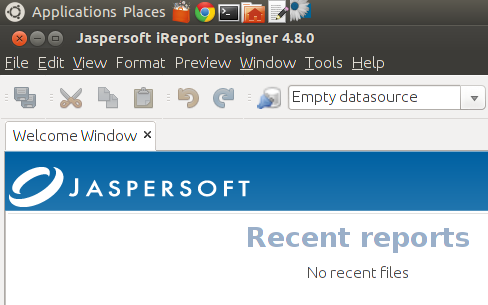 Applications Places
Jaspersoft iReport Designer 4.8.0
File Edit View Format Preview Window Tools Help
Empty datasource
Welcome Window ×
JASPERSOFT
Recent reports
No recent files